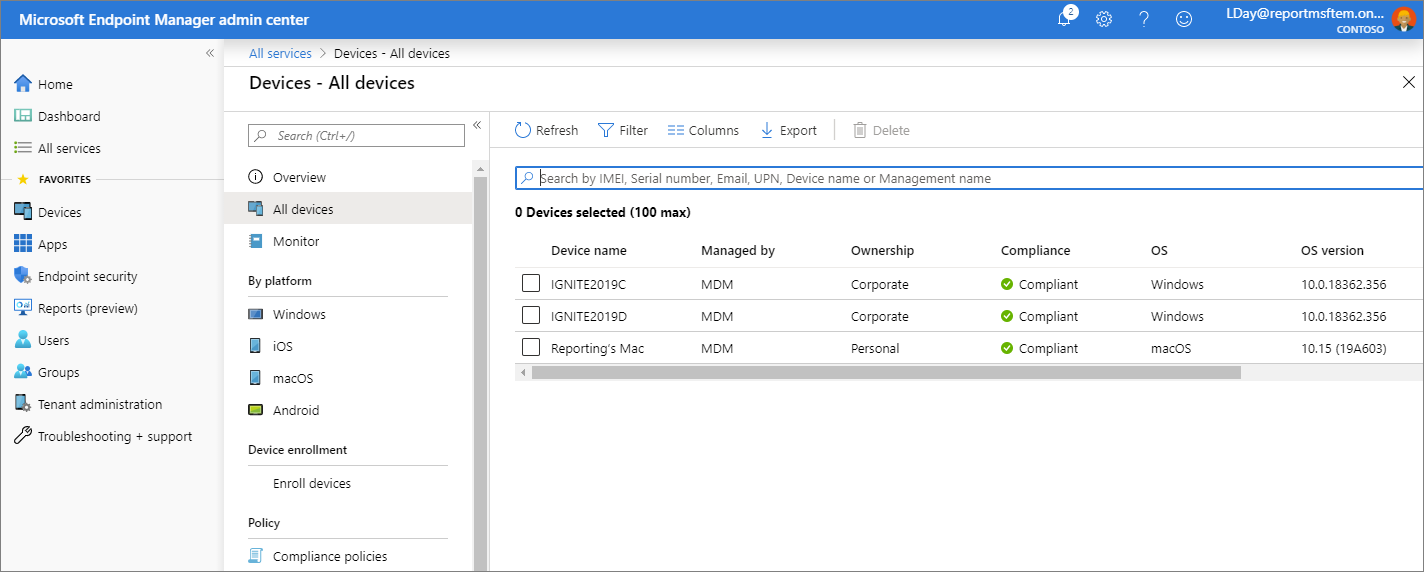 Microsoft Endpoint Manager admin center
2
LDay@reportmsftem.on...
CONTOSO
Home
Dashboard
All services
FAVORITES
Devices
Apps
Endpoint security
Reports (preview)
Users
Groups
Tenant administration
Troubleshooting + support
All services > Devices - All devices
Devices - All devices
Search (Ctrl+/)
Overview
All devices
Monitor
By platform
Windows
iOS
macOS
Android
Device enrollment
Enroll devices
Policy
Compliance policies
Refresh Filter Columns Export Delete
Search by IMEI, Serial number, Email, UPN, Device name or Management name
0 Devices selected (100 max)
Device name Managed by Ownership Compliance OS OS version
IGNITE2019C MDM Corporate Compliant Windows 10.0.18362.356
IGNITE2019D MDM Corporate Compliant Windows 10.0.18362.356
Reporting's Mac MDM Personal Compliant macOS 10.15 (19A603)